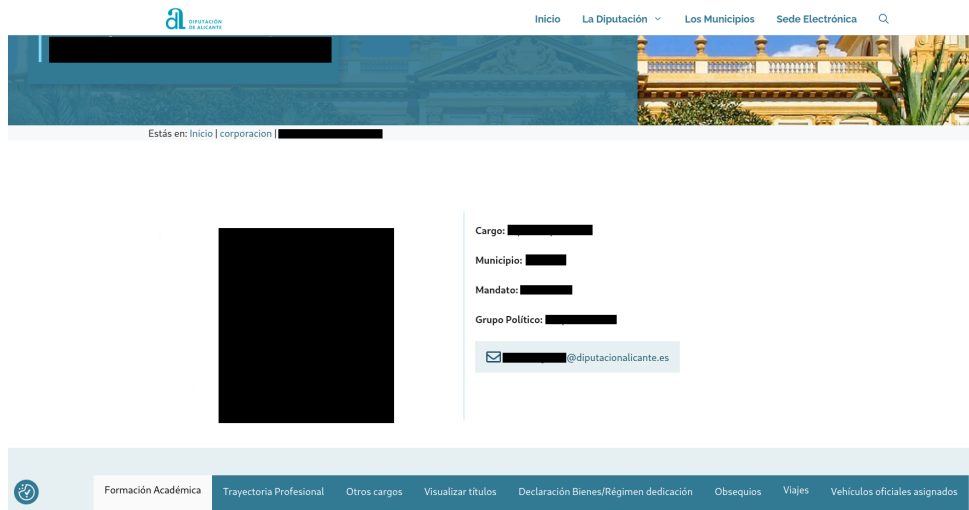 DIPUTACIÓN
DE ALICANTE
Inicio La Diputación Los Municipios Sede Electrónica
Estás en: Inicio | corporacion |
Cargo:
Municipio:
Mandato:
Grupo Político:
@diputacionalicante.es
Formación Académica Trayectoria Profesional Otros cargos Visualizar títulos Declaración Bienes/Régimen dedicación Obsequios Viajes Vehículos oficiales asignados